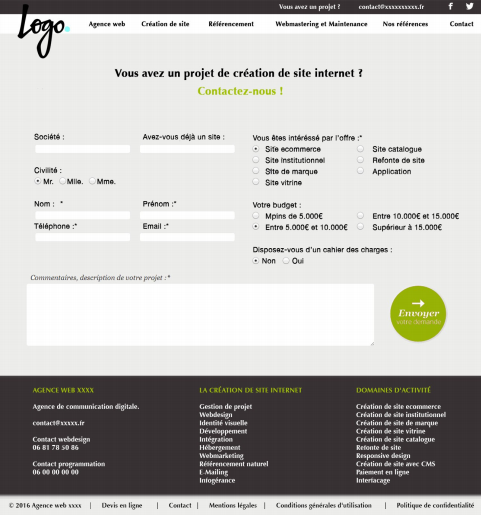 Vous avez un projet ? contact@xxxxxxxxxx.fr
Logo.
Agence web Création de site Référencement Webmastering et Maintenance Nos références Contact
Vous avez un projet de création de site internet ?
Contactez-nous !
Société : Avez-vous déjà un site : Vous êtes intéréssé par l'offre :*
Site ecommerce Site catalogue
Site Institutionnel Refonte de site
Site de marque Application
Site vitrine
Civilité :
Mr. Mlle. Mme.
Nom : * Prénom :* Votre budget :
Mpins de 5.000€ Entre 10.000€ et 15.000€
Téléphone :* Email :* Entre 5.000€ et 10.000€ Supérieur à 15.000€
Disposez-vous d'un cahier des charges :
Non Oui
Commentaires, description de votre projet : *
Envoyer
votre demande
AGENCE WEB XXXX
Agence de communication digitale.
contact@xxxxx.fr
Contact webdesign
06 81 78 50 86
Contact programmation
06 00 00 00 00
LA CRÉATION DE SITE INTERNET
Gestion de projet
Webdesign
Identité visuelle
Développement
Intégration
Hébergement
Webmarketing
Référencement naturel
E-Mailing
Infogérance
DOMAINES D'ACTIVITÉ
Création de site ecommerce
Création de site institutionnel
Création de site de marque
Création de site vitrine
Création de site catalogue
Refonte de site
Responsive design
Création de site avec CMS
Paiement en ligne
Interfacage
© 2016 Agence web xxxx | Devis en ligne | Contact | Mentions légales | Conditions générales d'utilisation | Politique de confidentialité